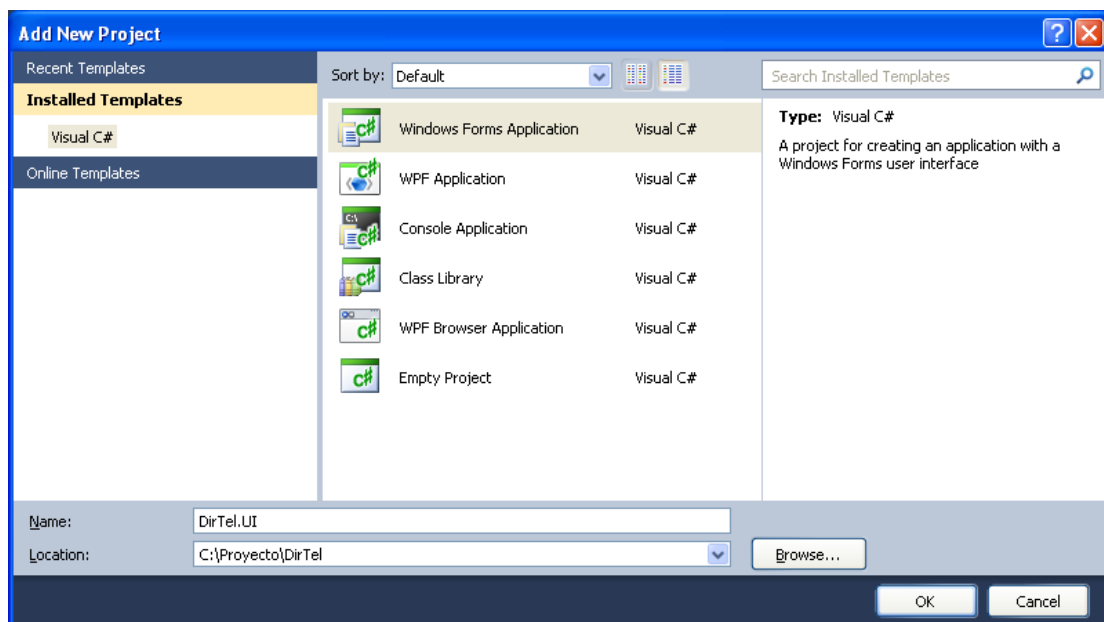 Add New Project
Recent Templates
Installed Templates
Visual C#
Online Templates
Sort by: Default
Search Installed Templates
Windows Forms Application Visual C#
WPF Application Visual C#
Console Application Visual C#
Class Library Visual C#
WPF Browser Application Visual C#
Empty Project Visual C#
Type: Visual C#
A project for creating an application with a
Windows Forms user interface
Name: DirTel.UI
Location: C:\Proyecto\DirTel
Browse...
OK Cancel